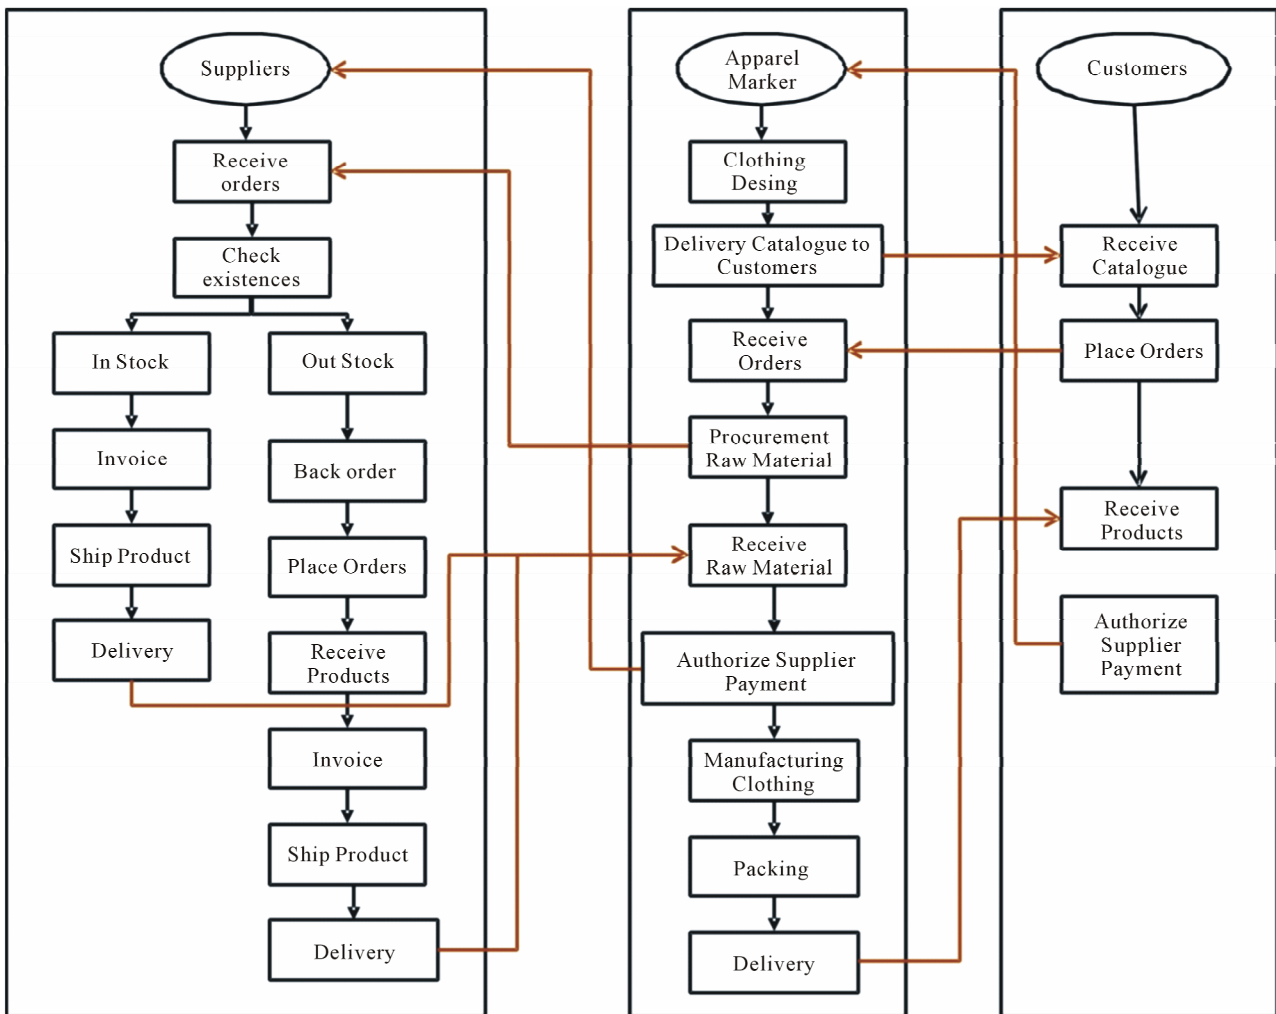 Suppliers
Receive
orders
Check
existences
In Stock
Invoice
Ship Product
Delivery
Out Stock
Back order
Place Orders
Receive
Products
Invoice
Ship Product
Delivery
Apparel
Marker
Clothing
Desing
Delivery Catalogue to
Customers
Receive
Orders
Procurement
Raw Material
Receive
Raw Material
Authorize Supplier
Payment
Manufacturing
Clothing
Packing
Delivery
Customers
Receive
Catalogue
Place Orders
Receive
Products
Authorize
Supplier
Payment